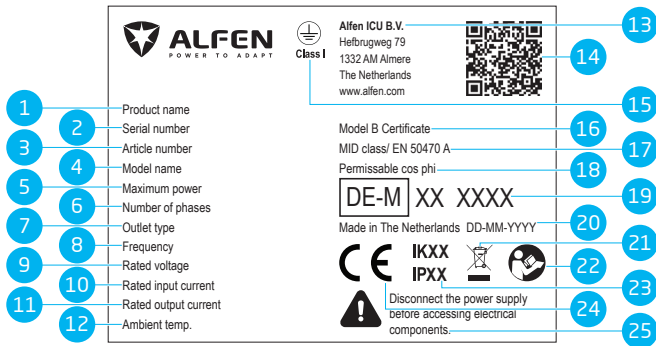 ALFEN
POWER TO ADAPT
Class I
Alfen ICU B.V.
Hefbrugweg 79
1332 AM Almere
The Netherlands
www.alfen.com
13
14
15
1 Product name
2 Serial number
3 Article number
4 Model name
5 Maximum power
6 Number of phases
7 Outlet type
8 Frequency
9 Rated voltage
10 Rated input current
11 Rated output current
12 Ambient temp.
Model B Certificate 16
MID class/ EN 50470 A 17
Permissable cos phi 18
DE-M XX XXXX 19
Made in The Netherlands DD-MM-YYYY 20
CE IKXX 21
IPXX 22
23
Disconnect the power supply 24
before accessing electrical
components. 25